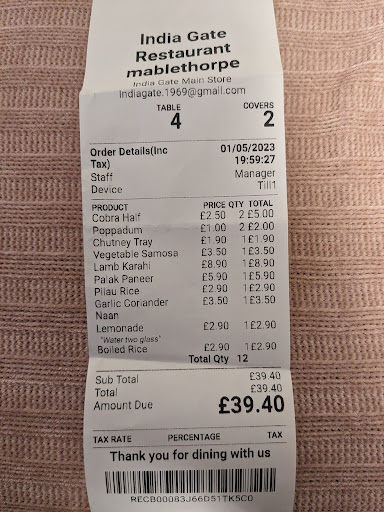 India Gate
Restaurant
mablethorpe
India Gate Main Store
Indiagate.1969@gmail.com
TABLE COVERS
4 2
Order Details(Inc 01/05/2023
Tax) 19:59:27
Staff Manager
Device Till1
PRODUCT PRICE QTY TOTAL
Cobra Half £2.50 2 £5.00
Poppadum £1.00 2 £2.00
Chutney Tray £1.90 1 £1.90
Vegetable Samosa £3.50 1 £3.50
Lamb Karahi £8.90 1 £8.90
Palak Paneer £5.90 1 £5.90
Pilau Rice £2.90 1 £2.90
Garlic Coriander £3.50 1 £3.50
Naan
Lemonade £2.90 1 £2.90
"Water two glass"
Boiled Rice £2.90 1 £2.90
Total Qty 12
Sub Total £39.40
Total £39.40
Amount Due £39.40
TAX RATE PERCENTAGE TAX
Thank you for dining with us
RECB00083J66D51TK5C0